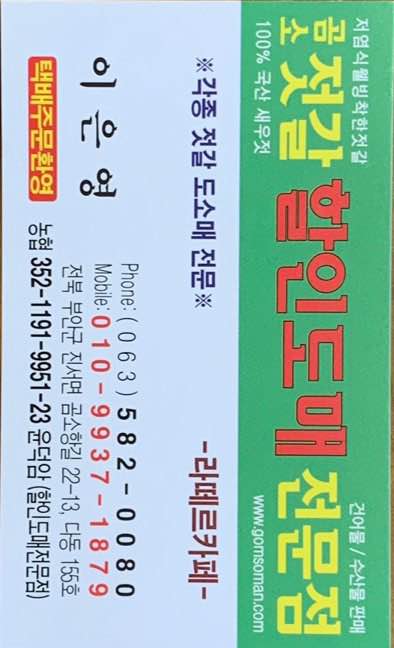 저염식웰빙착한젓갈
건어물 / 수산물 판매
곰소 젓갈 할인도매 전문점
100% 국산 새우젓
www.gomsoman.com
※각종 젓갈 도소매 전문※
-라떼르카페-
이은영
Phone: (063) 582-0080
Mobile: 010-9937-1879
전북 부안군 진서면 곰소항길 22-13, 다동 155호
택배주문환영
농협 352-1191-9951-23 윤덕암 (할인도매전문점)